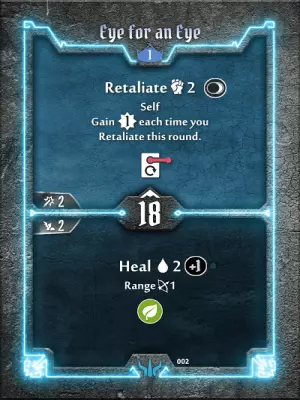 Eye for an Eye
1
Retaliate 2
Self
Gain 1 each time you
Retaliate this round.
2
18
2
Heal 2 +1
Range 1
002